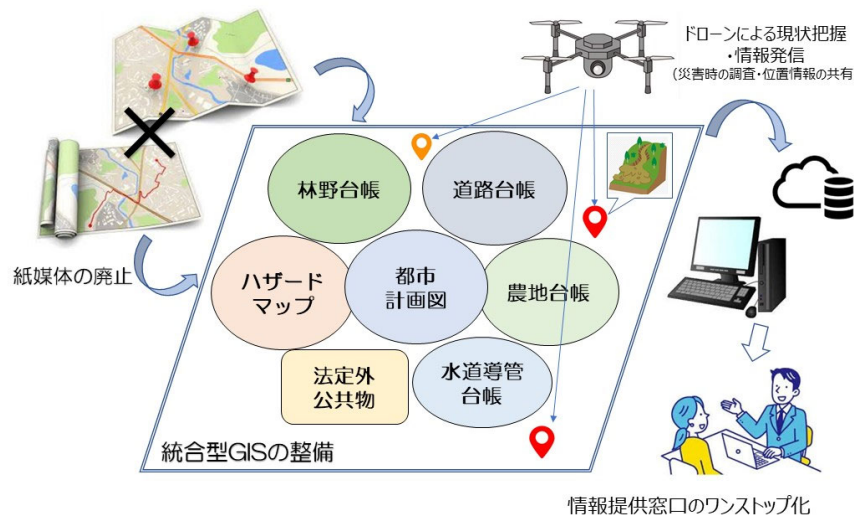 ドローンによる現状把握
・情報発信
(災害時の調査・位置情報の共有
林野台帳
道路台帳
紙媒体の廃止
ハザード
マップ
都市
計画図
農地台帳
法定外
公共物
水道導管
台帳
統合型GISの整備
情報提供窓口のワンストップ化